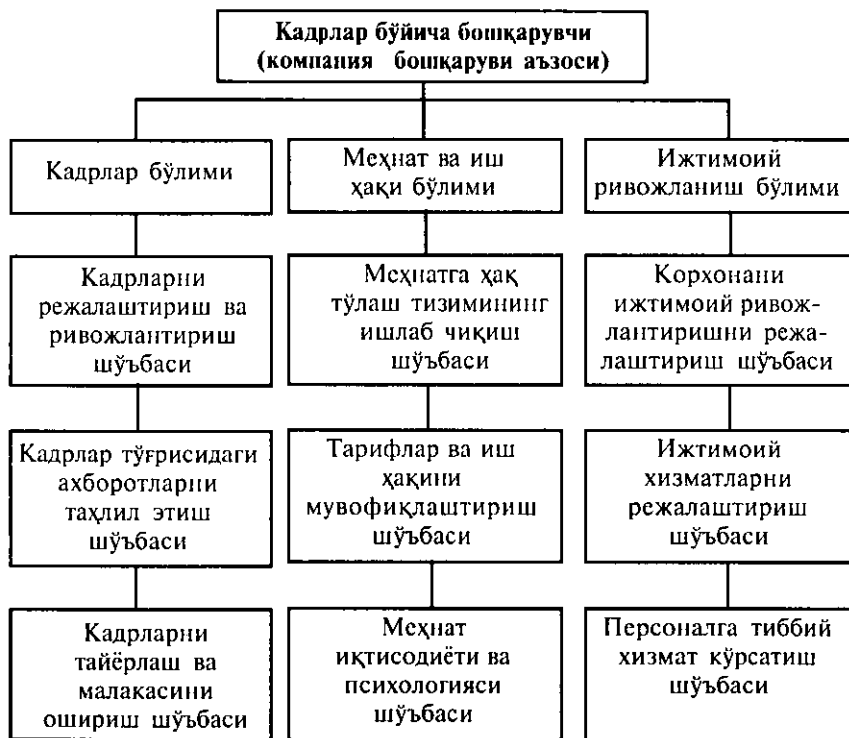 Кадрлар бўйича бошқарувчи
(компания бошқаруви аъзоси)
Кадрлар бўлими
Меҳнат ва иш
ҳақи бўлими
Ижтимоий
ривожланиш бўлими
Кадрларни
режалаштириш ва
ривожлантириш
шўъбаси
Меҳнатга ҳақ
тўлаш тизимининг
ишлаб чиқиш
шўъбаси
Корхонани
ижтимоий ривож-
лантиришни режа-
лаштириш шўъбаси
Кадрлар тўғрисидаги
ахборотларни
таҳлил этиш
шўъбаси
Тарифлар ва иш
ҳақини
мувофиқлаштириш
шўъбаси
Ижтимоий
хизматларни
режалаштириш
шўъбаси
Кадрларни
тайёрлаш ва
малакасини
ошириш шўъбаси
Меҳнат
иқтисодиёти ва
психологияси
шўъбаси
Персоналга тиббий
хизмат кўрсатиш
шўъбаси